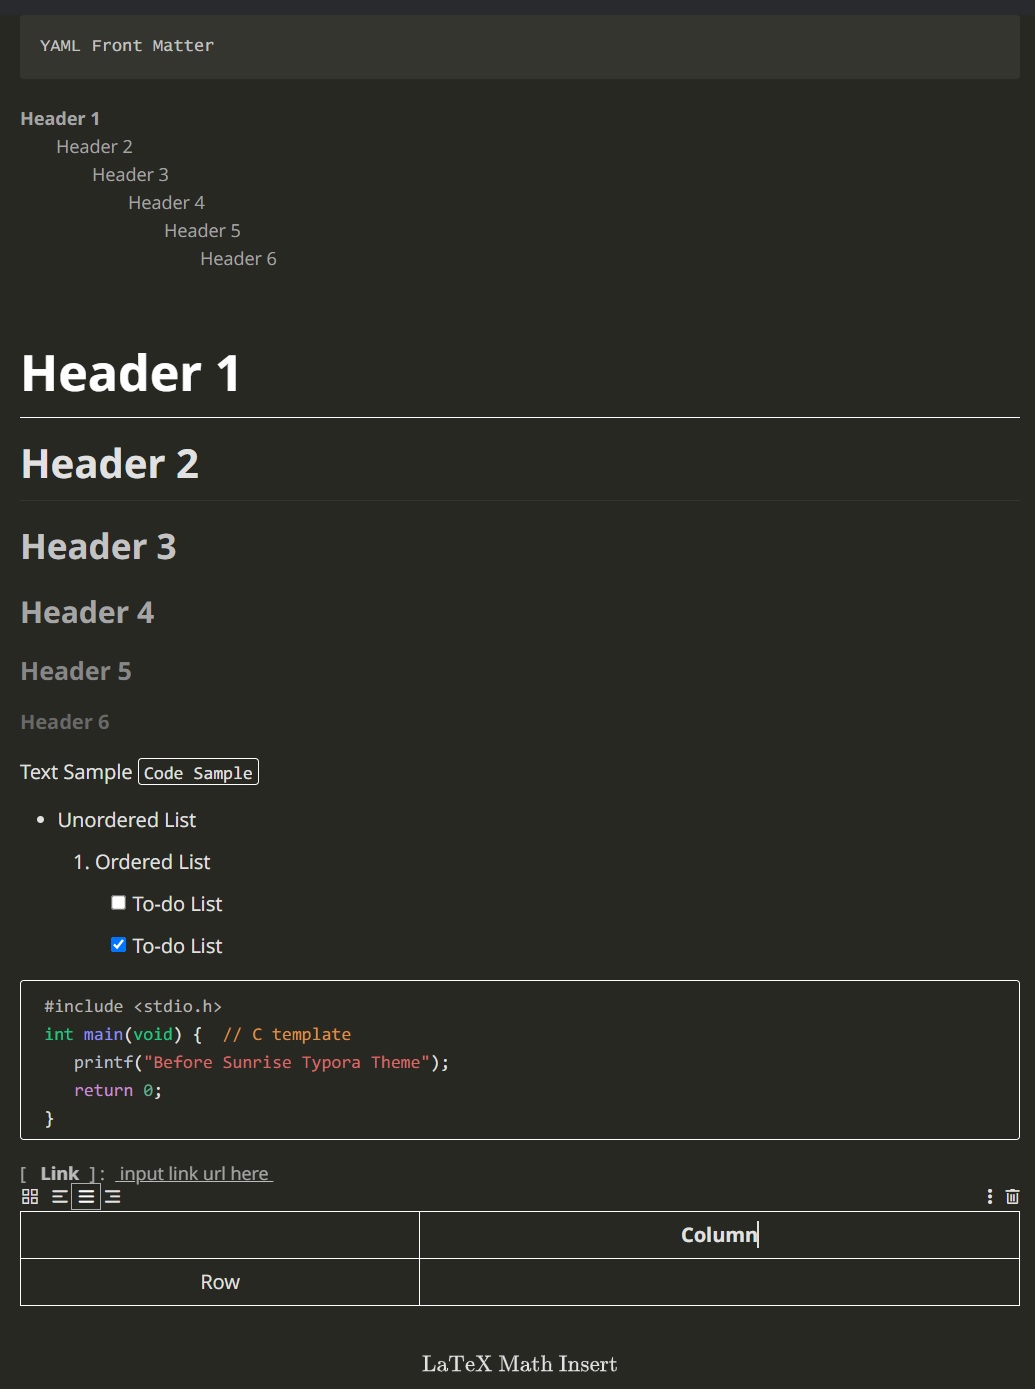 YAML Front Matter
Header 1
Header 2
Header 3
Header 4
Header 5
Header 6
Header 1
Header 2
Header 3
Header 4
Header 5
Header 6
Text Sample Code Sample
• Unordered List
1. Ordered List
To-do List
To-do List
#include <stdio.h>
int main(void) {  // C template
   printf("Before Sunrise Typora Theme");
   return 0;
}
[ Link ]: input link url here
Column
Row
LaTeX Math Insert